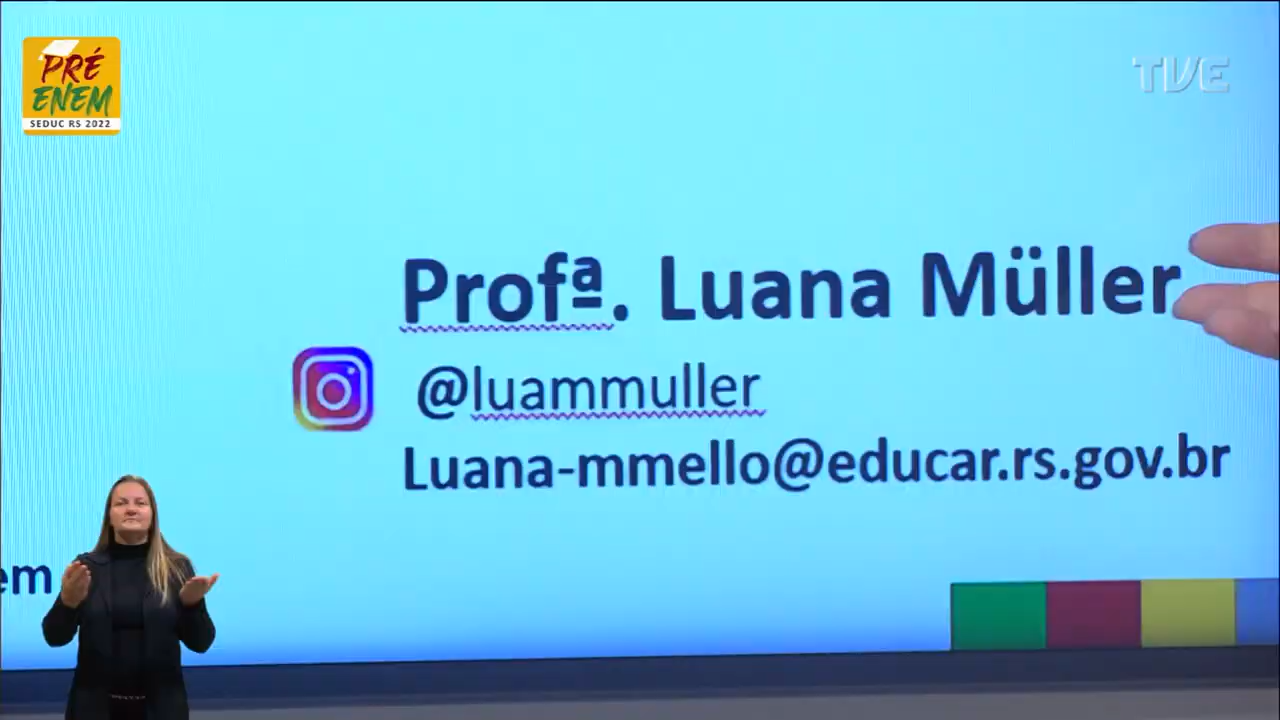 PRÉ
ENEM
SEDUC RS 2022
TVE
Profª. Luana Müller
@luammuller
Luana-mmello@educar.rs.gov.br
em